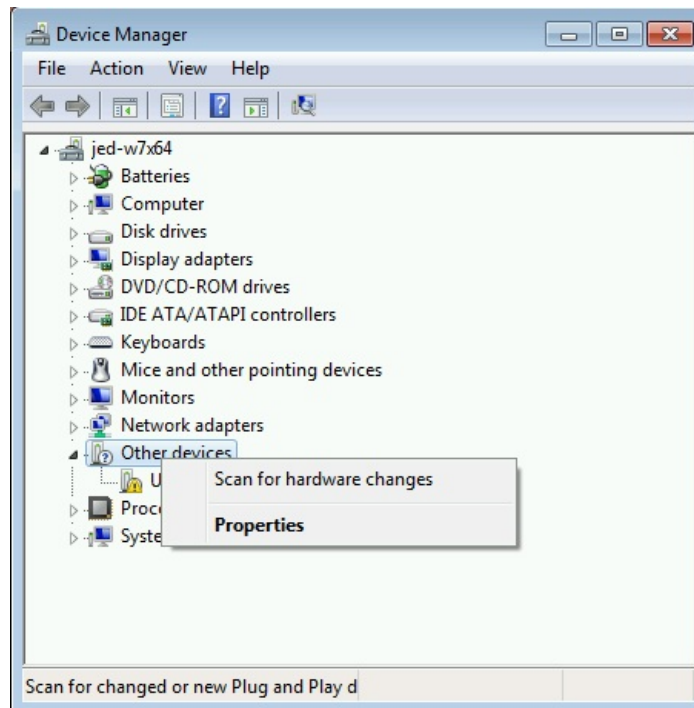 Device Manager
File Action View Help
jed-w7x64
Batteries
Computer
Disk drives
Display adapters
DVD/CD-ROM drives
IDE ATA/ATAPI controllers
Keyboards
Mice and other pointing devices
Monitors
Network adapters
Other devices
U
Scan for hardware changes
Proc
Properties
Syste
Scan for changed or new Plug and Play d